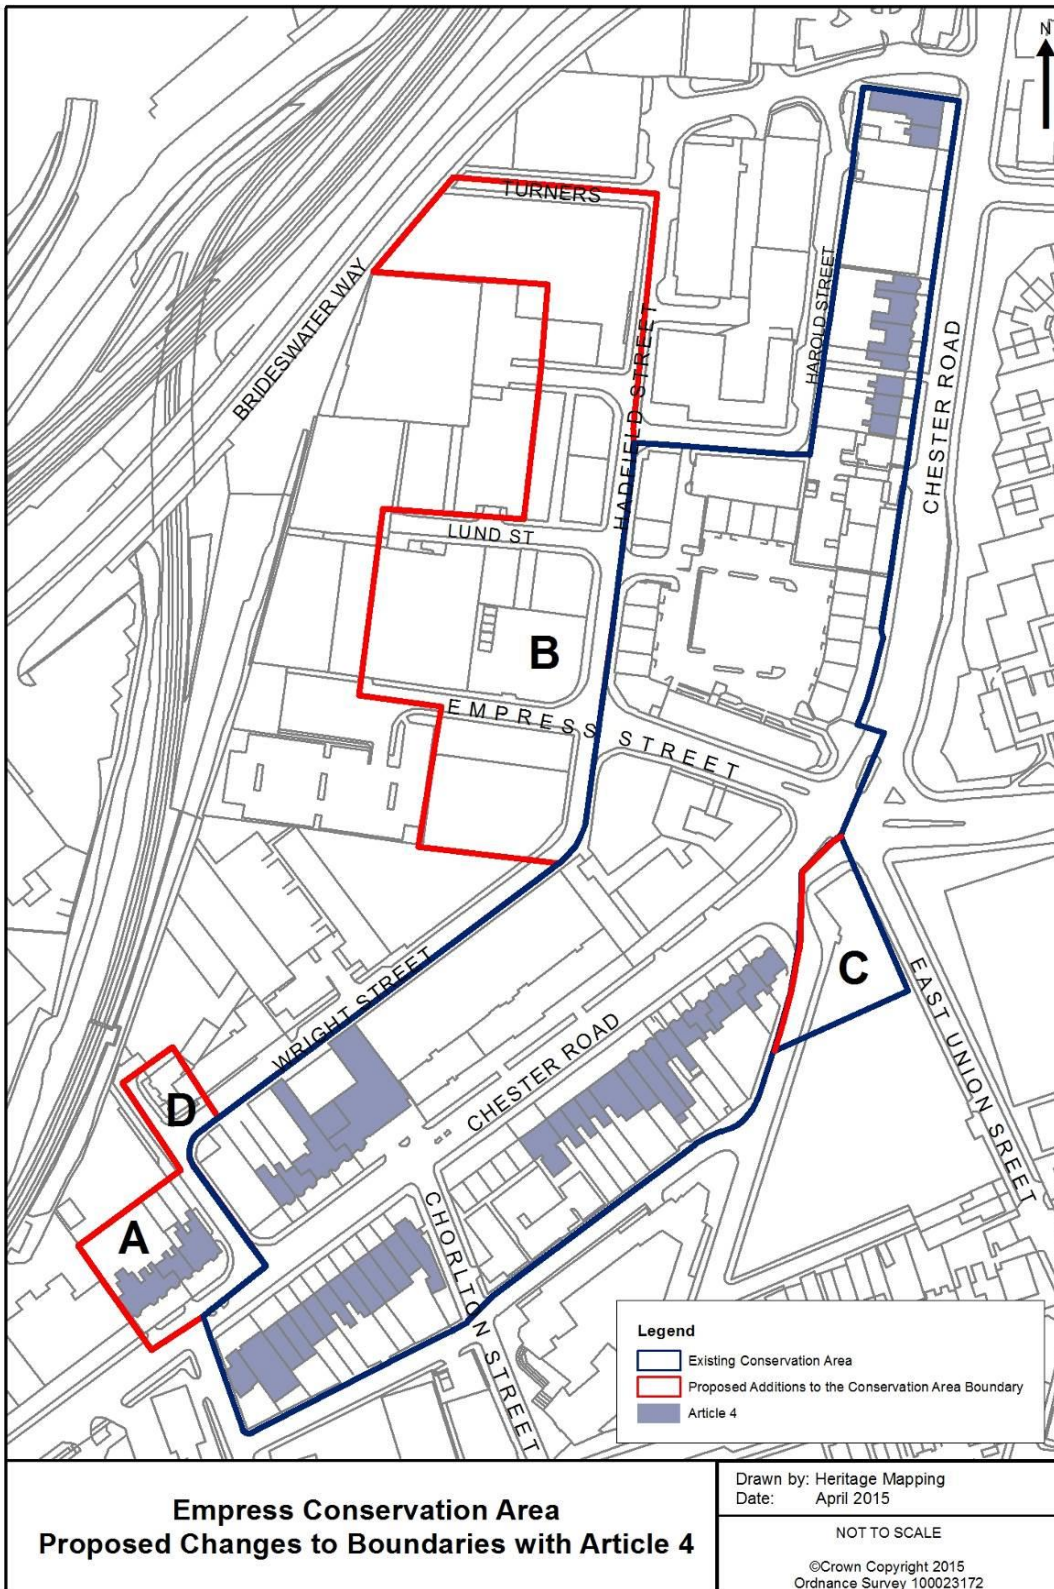 N
TURNERS
BRIDESWATER WAY
HADFIELD STREET
HAROLD STREET
CHESTER ROAD
LUND ST
B
EMPRESS STREET
C
WRIGHT STREET
CHESTER ROAD
EAST UNION SREET
D
A
CHORLTON STREET
Legend
Existing Conservation Area
Proposed Additions to the Conservation Area Boundary
Article 4
Empress Conservation Area
Proposed Changes to Boundaries with Article 4
Drawn by: Heritage Mapping
Date: April 2015
NOT TO SCALE
©Crown Copyright 2015
Ordnance Survey 100023172